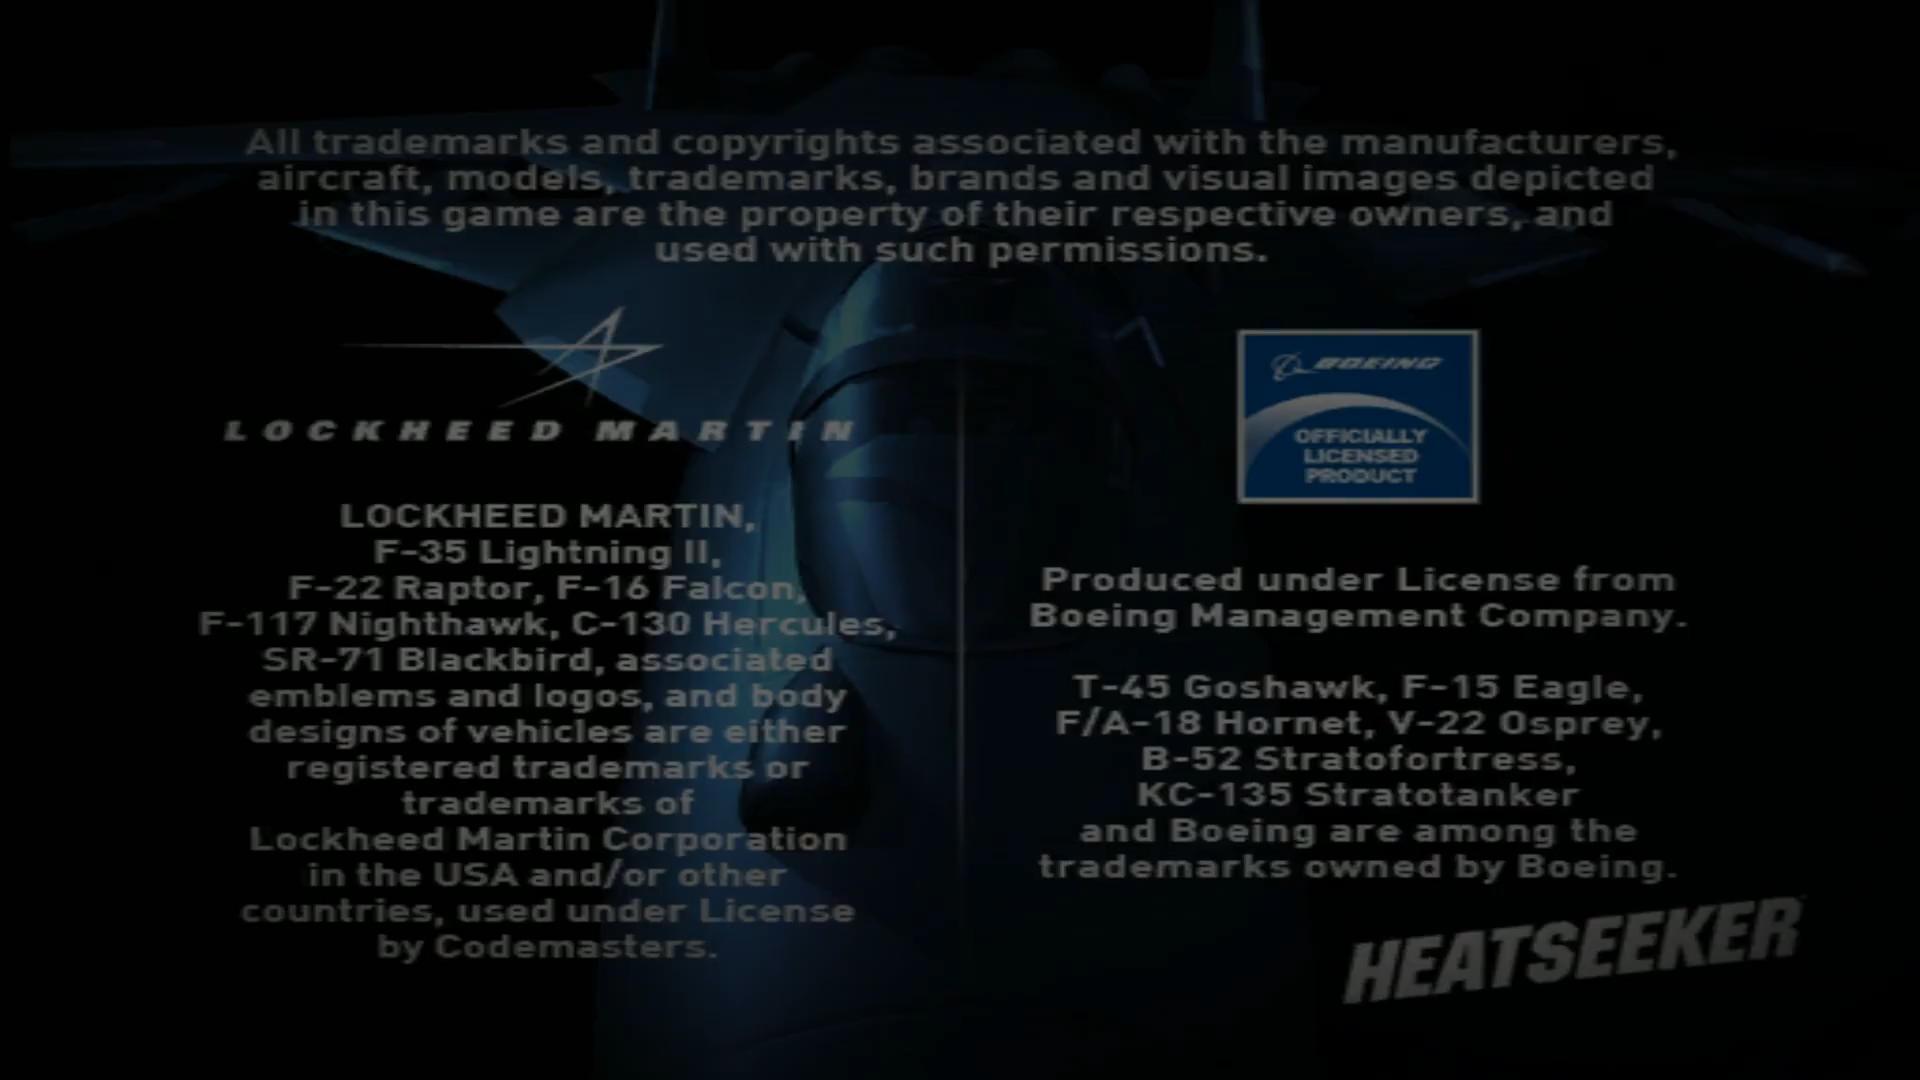 All trademarks and copyrights associated with the manufacturers,
aircraft, models, trademarks, brands and visual images depicted
in this game are the property of their respective owners, and
used with such permissions.
LOCKHEED MARTIN
LOCKHEED MARTIN,
F-35 Lightning II,
F-22 Raptor, F-16 Falcon,
F-117 Nighthawk, C-130 Hercules,
SR-71 Blackbird, associated
emblems and logos, and body
designs of vehicles are either
registered trademarks or
trademarks of
Lockheed Martin Corporation
in the USA and/or other
countries, used under License
by Codemasters.
BOEING
OFFICIALLY
LICENSED
PRODUCT
Produced under License from
Boeing Management Company.
T-45 Goshawk, F-15 Eagle,
F/A-18 Hornet, V-22 Osprey,
B-52 Stratofortress,
KC-135 Stratotanker
and Boeing are among the
trademarks owned by Boeing.
HEATSEEKER